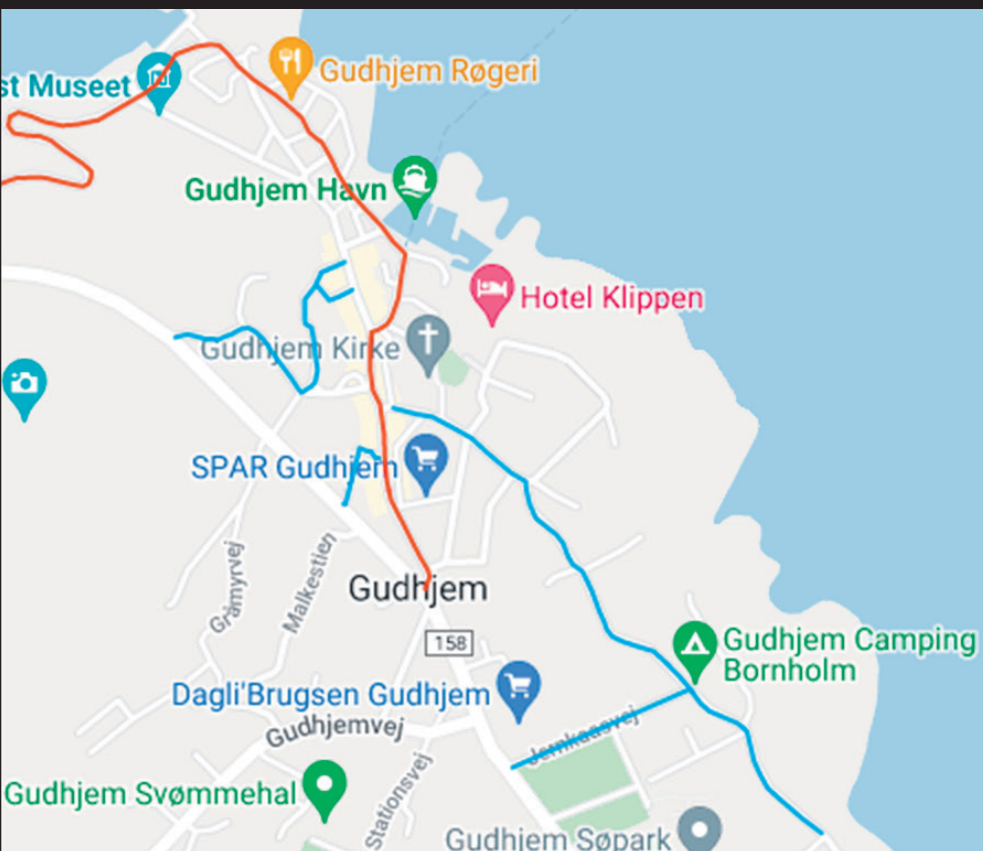 Gudhjem Røgeri
st Museet
Gudhjem Havn
Hotel Klippen
Gudhjem Kirke
SPAR Gudhjem
Gråmyrvej
Malkestien
Gudhjem
158
Gudhjem Camping
Bornholm
Dagli'Brugsen Gudhjem
Jernkaasvej
Gudhjemvej
Stationsvej
Gudhjem Svømmehal
Gudhjem Søpark